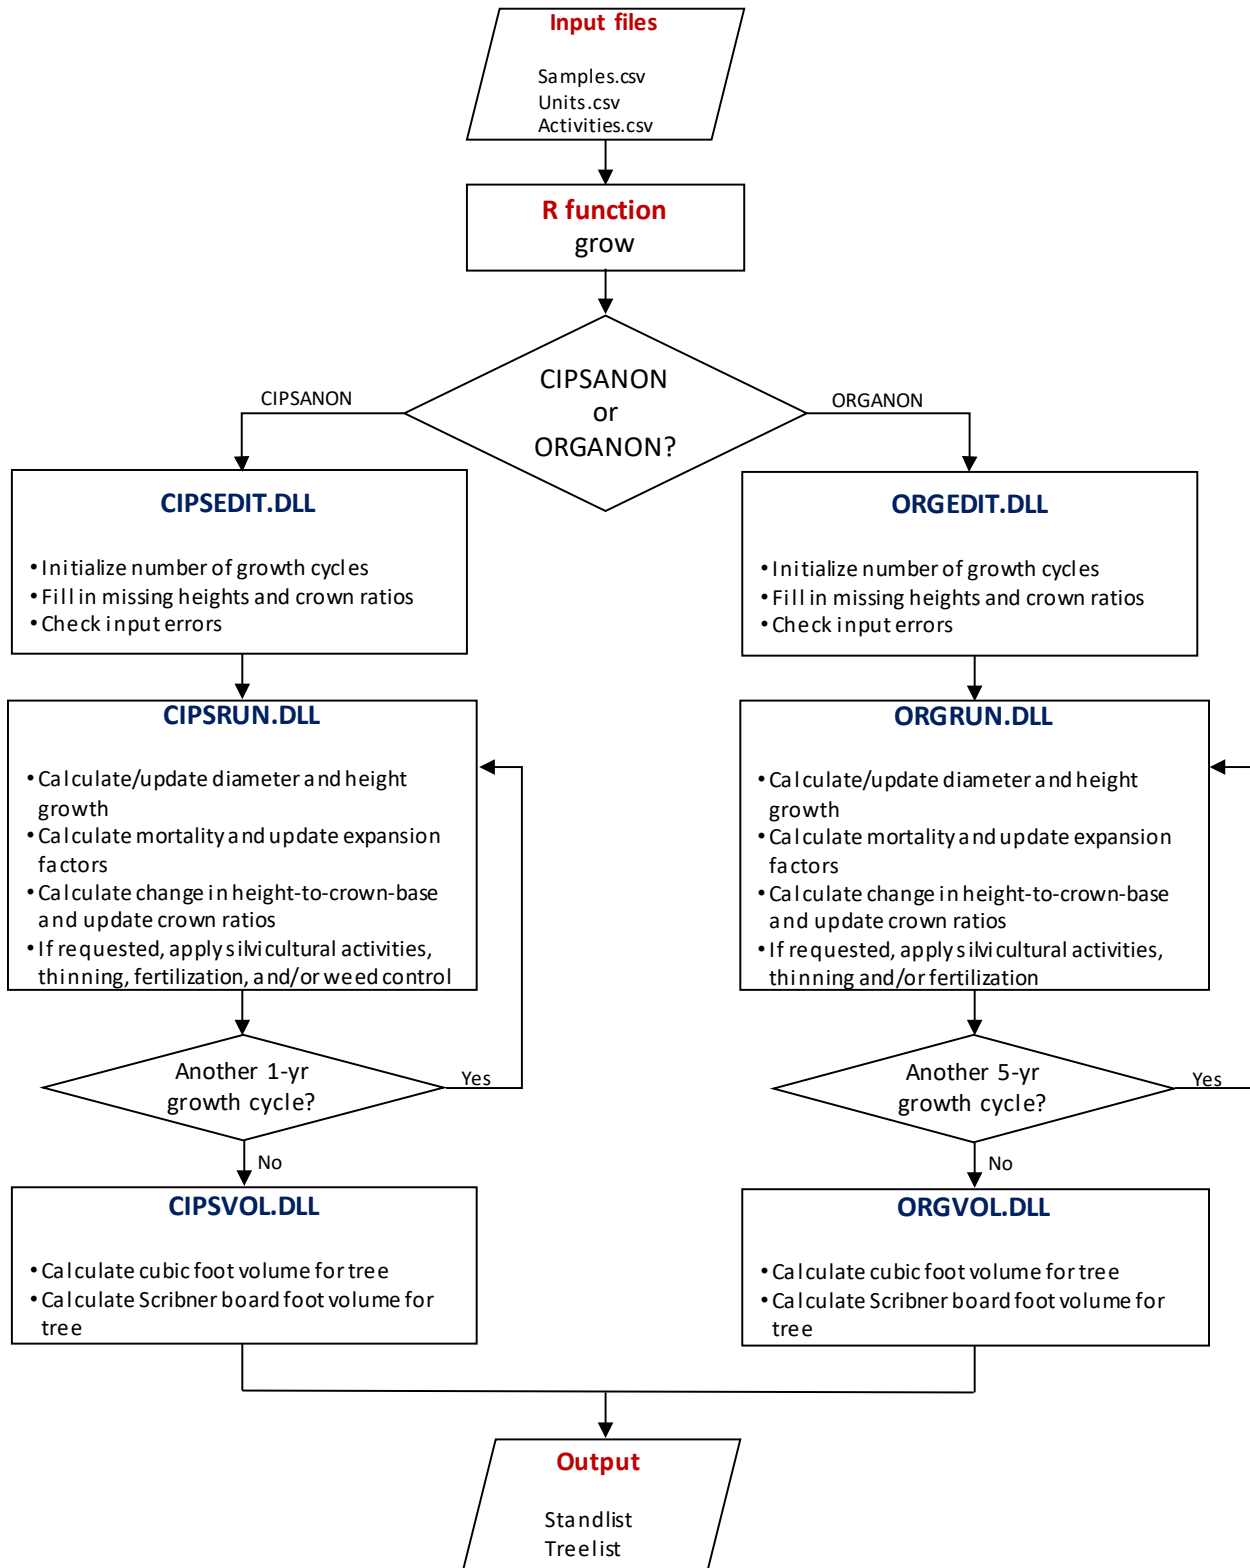 Input files
Samples.csv
Units.csv
Activities.csv
R function
grow
CIPSANON
or
ORGANON?
CIPSANON
ORGANON
CIPSEDIT.DLL
• Initialize number of growth cycles
• Fill in missing heights and crown ratios
• Check input errors
ORGEDIT.DLL
• Initialize number of growth cycles
• Fill in missing heights and crown ratios
• Check input errors
CIPSRUN.DLL
• Calculate/update diameter and height
growth
• Calculate mortality and update expansion
factors
• Calculate change in height-to-crown-base
and update crown ratios
• If requested, apply silvicultural activities,
thinning, fertilization, and/or weed control
ORGRUN.DLL
• Calculate/update diameter and height
growth
• Calculate mortality and update expansion
factors
• Calculate change in height-to-crown-base
and update crown ratios
• If requested, apply silvicultural activities,
thinning and/or fertilization
Another 1-yr
growth cycle?
Yes
No
Another 5-yr
growth cycle?
Yes
No
CIPSVOL.DLL
• Calculate cubic foot volume for tree
• Calculate Scribner board foot volume for
tree
ORGVOL.DLL
• Calculate cubic foot volume for tree
• Calculate Scribner board foot volume for
tree
Output
Standlist
Treelist